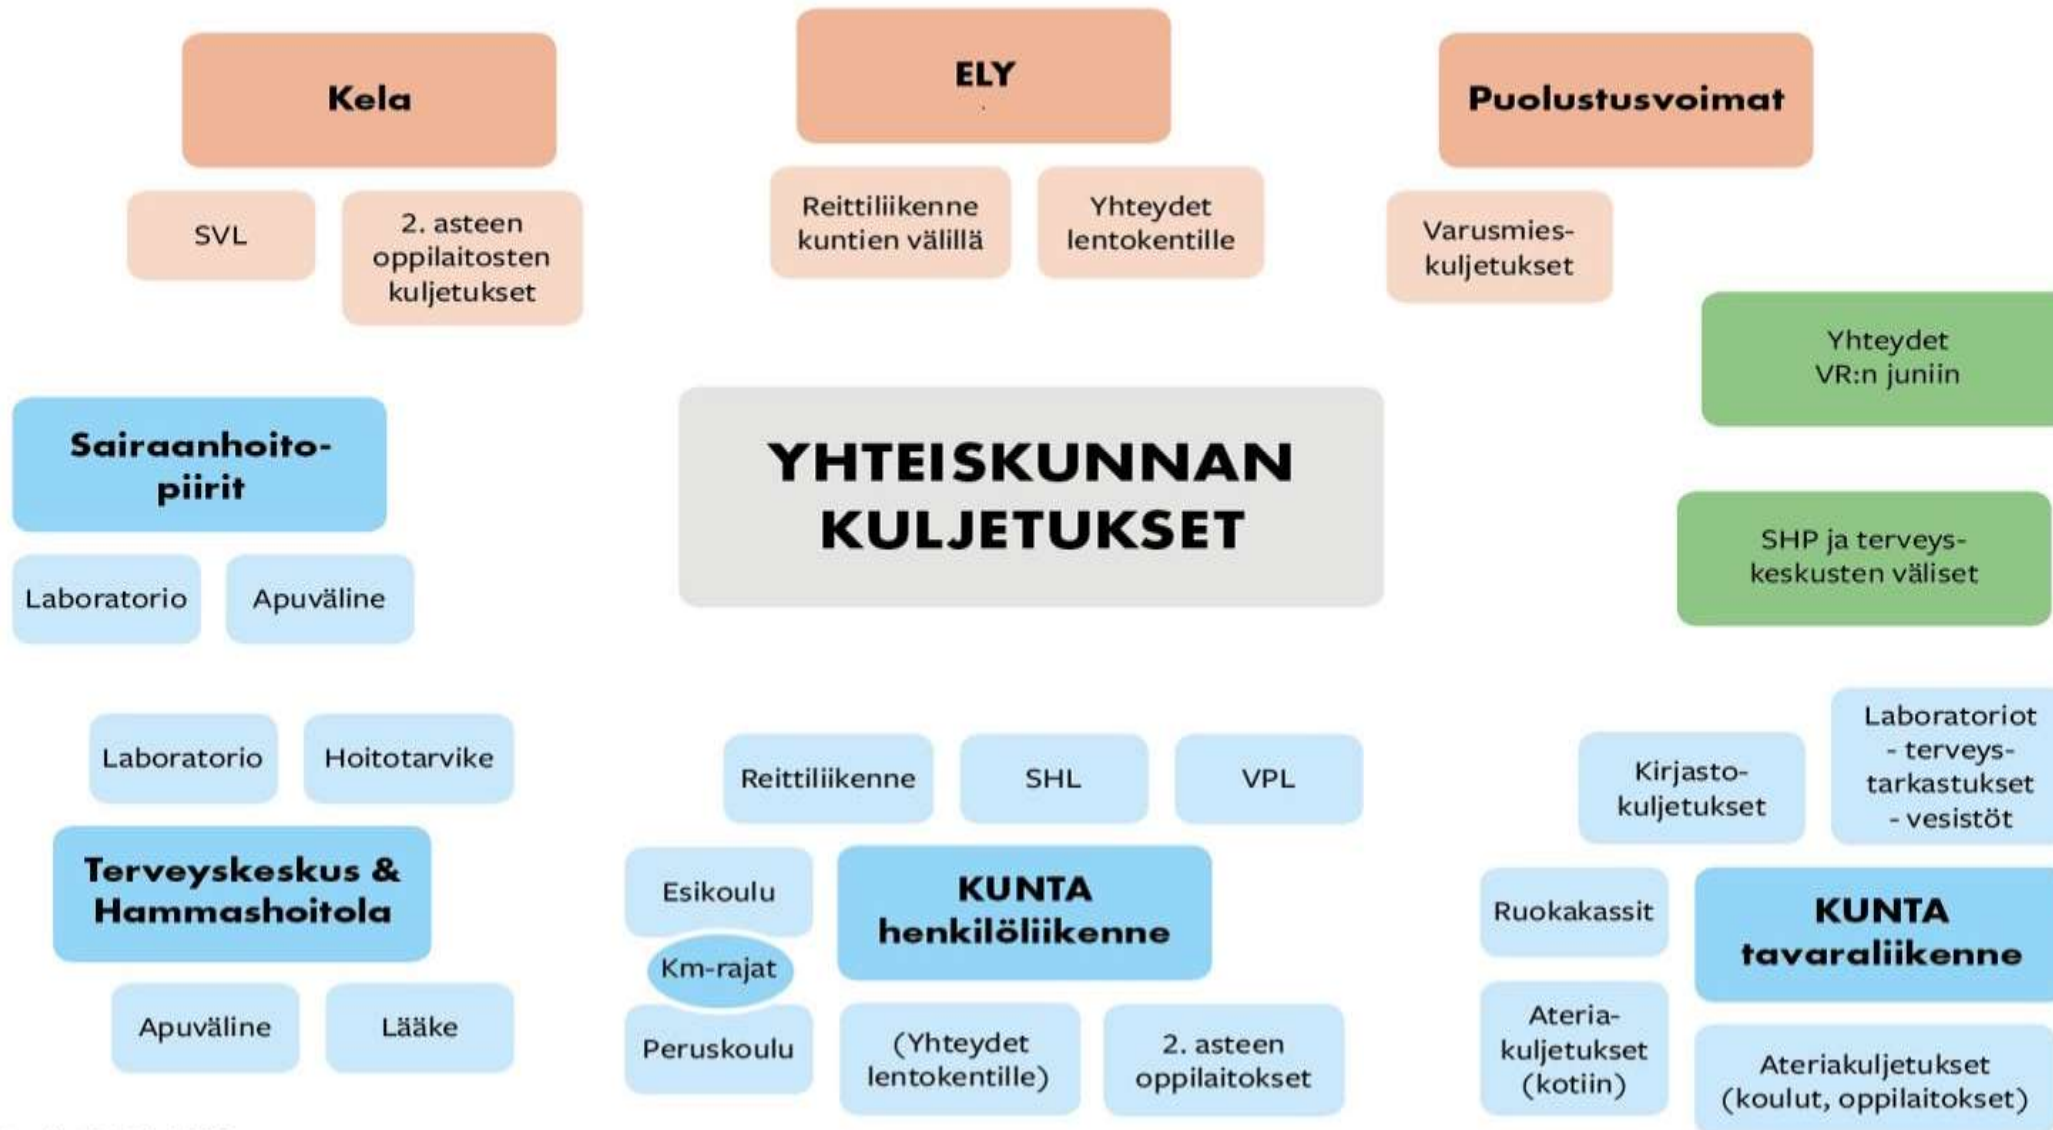 Kela
ELY
Puolustusvoimat
SVL
2. asteen
oppilaitosten
kuljetukset
Reittiliikenne
kuntien välillä
Yhteydet
lentokentille
Varusmies-
kuljetukset
Yhteydet
VR:n juniin
Sairaanhoito-
piirit
YHTEISKUNNAN
KULJETUKSET
SHP ja terveys-
keskusten väliset
Laboratorio
Apuväline
Laboratorio
Hoitotarvike
Terveyskeskus &
Hammashoitola
Apuväline
Lääke
Reittiliikenne
SHL
VPL
Esikoulu
Km-rajat
Peruskoulu
KUNTA
henkilöliikenne
(Yhteydet
lentokentille)
2. asteen
oppilaitokset
Kirjasto-
kuljetukset
Laboratoriot
- terveys-
tarkastukset
- vesistöt
Ruokakassit
KUNTA
tavaraliikenne
Ateria-
kuljetukset
(kotiin)
Ateriakuljetukset
(koulut, oppilaitokset)